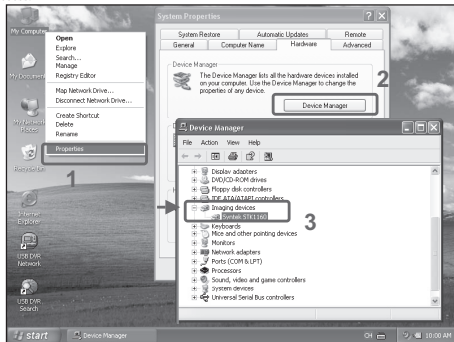 My Computer
My Documents
My Network
Places
Recycle Bin
Internet
Explorer
USB DVR
Network
USB DVR
Search
Open
Explore
Search...
Manage
Registry Editor
Map Network Drive...
Disconnect Network Drive...
Create Shortcut
Delete
Rename
Properties
1
System Properties
System Restore
Automatic Updates
Remote
General
Computer Name
Hardware
Advanced
Device Manager
The Device Manager lists all the hardware devices installed
on your computer. Use the Device Manager to change the
properties of any device.
Device Manager
2
Device Manager
File Action View Help
Display adapters
DVD/CD-ROM drives
Floppy disk controllers
IDE ATA/ATAPI controllers
Imaging devices
Syntek STK1160
Keyboards
Mice and other pointing devices
Monitors
Network adapters
Ports (COM & LPT)
Processors
Sound, video and game controllers
System devices
Universal Serial Bus controllers
3
start
Device Manager
CH
10:00 AM